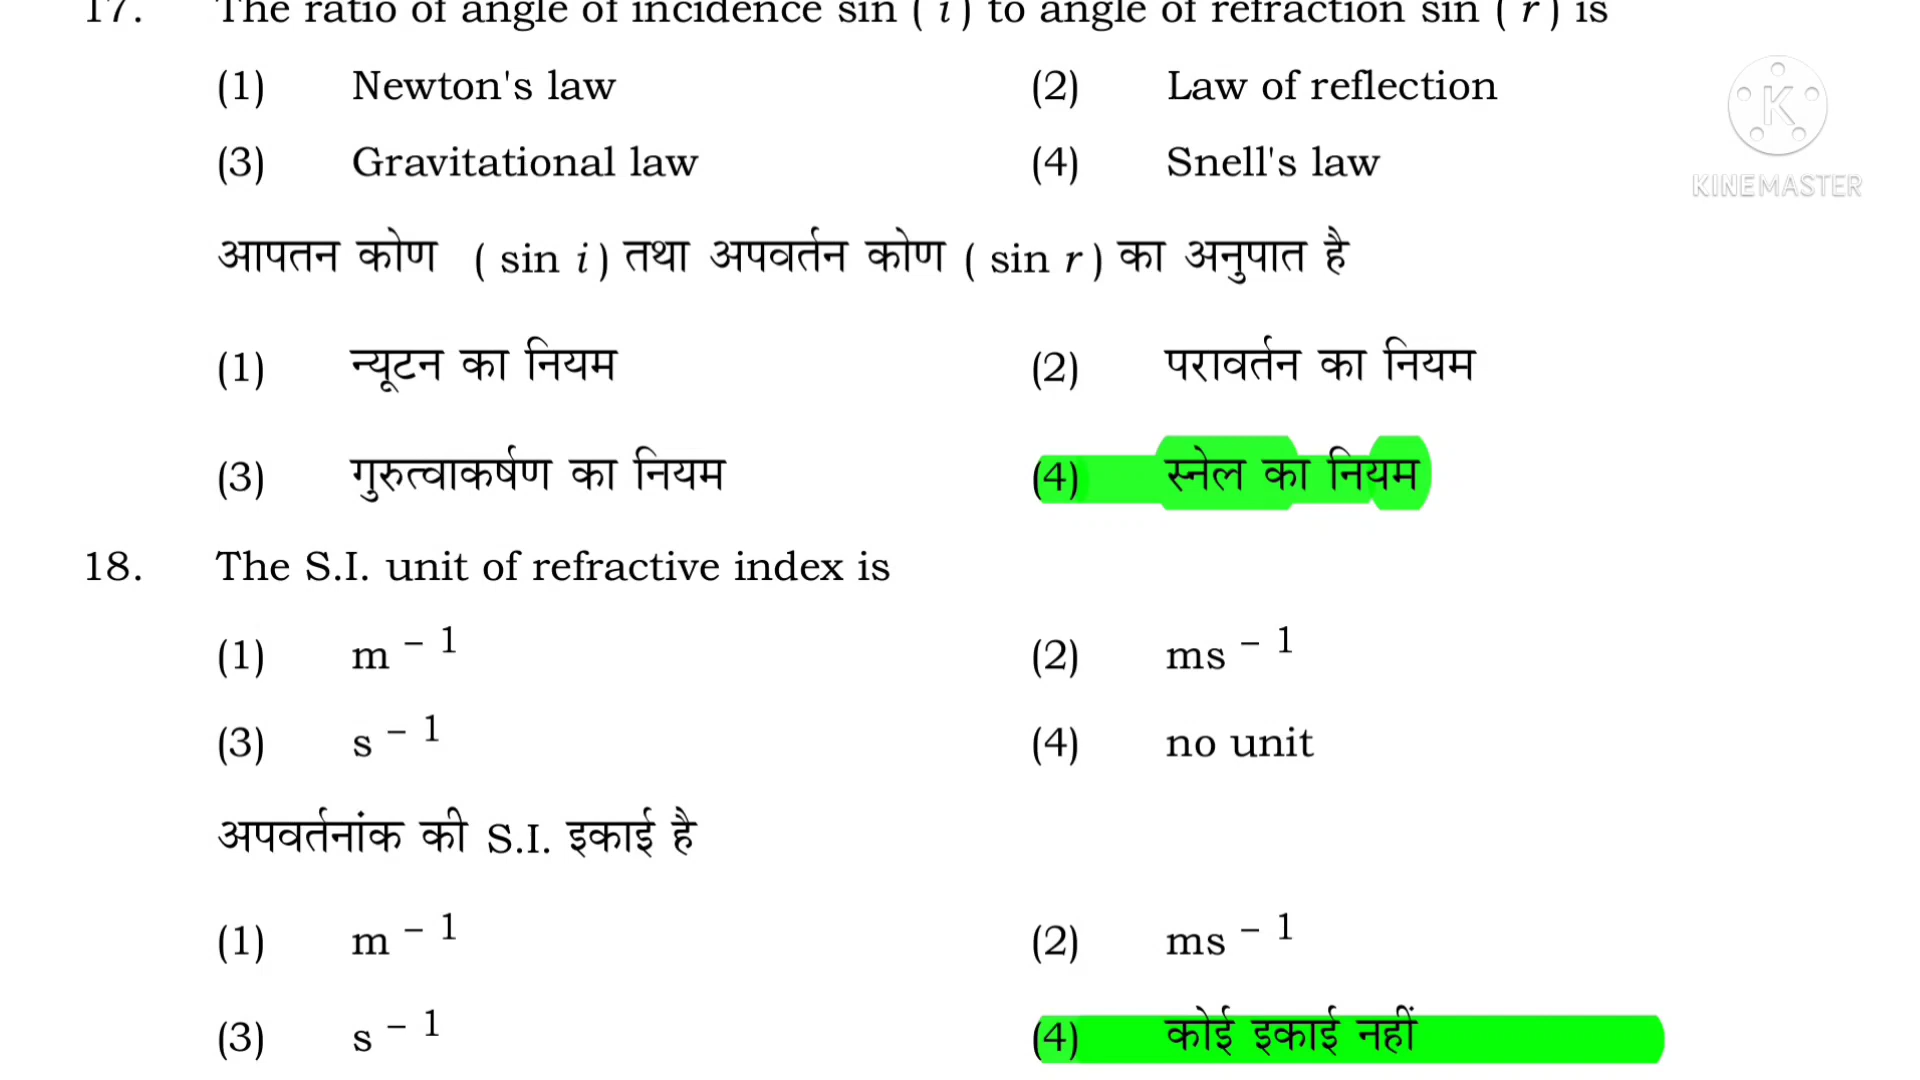 17. The ratio of angle of incidence sin ( i ) to angle of refraction sin ( r ) is
(1) Newton's law (2) Law of reflection
(3) Gravitational law (4) Snell's law
KINEMASTER
आपतन कोण ( sin i ) तथा अपवर्तन कोण ( sin r ) का अनुपात है
(1) न्यूटन का नियम (2) परावर्तन का नियम
(3) गुरुत्वाकर्षण का नियम (4) स्नेल का नियम
18. The S.I. unit of refractive index is
(1) m⁻¹ (2) ms⁻¹
(3) s⁻¹ (4) no unit
अपवर्तनांक की S.I. इकाई है
(1) m⁻¹ (2) ms⁻¹
(3) s⁻¹ (4) कोई इकाई नहीं